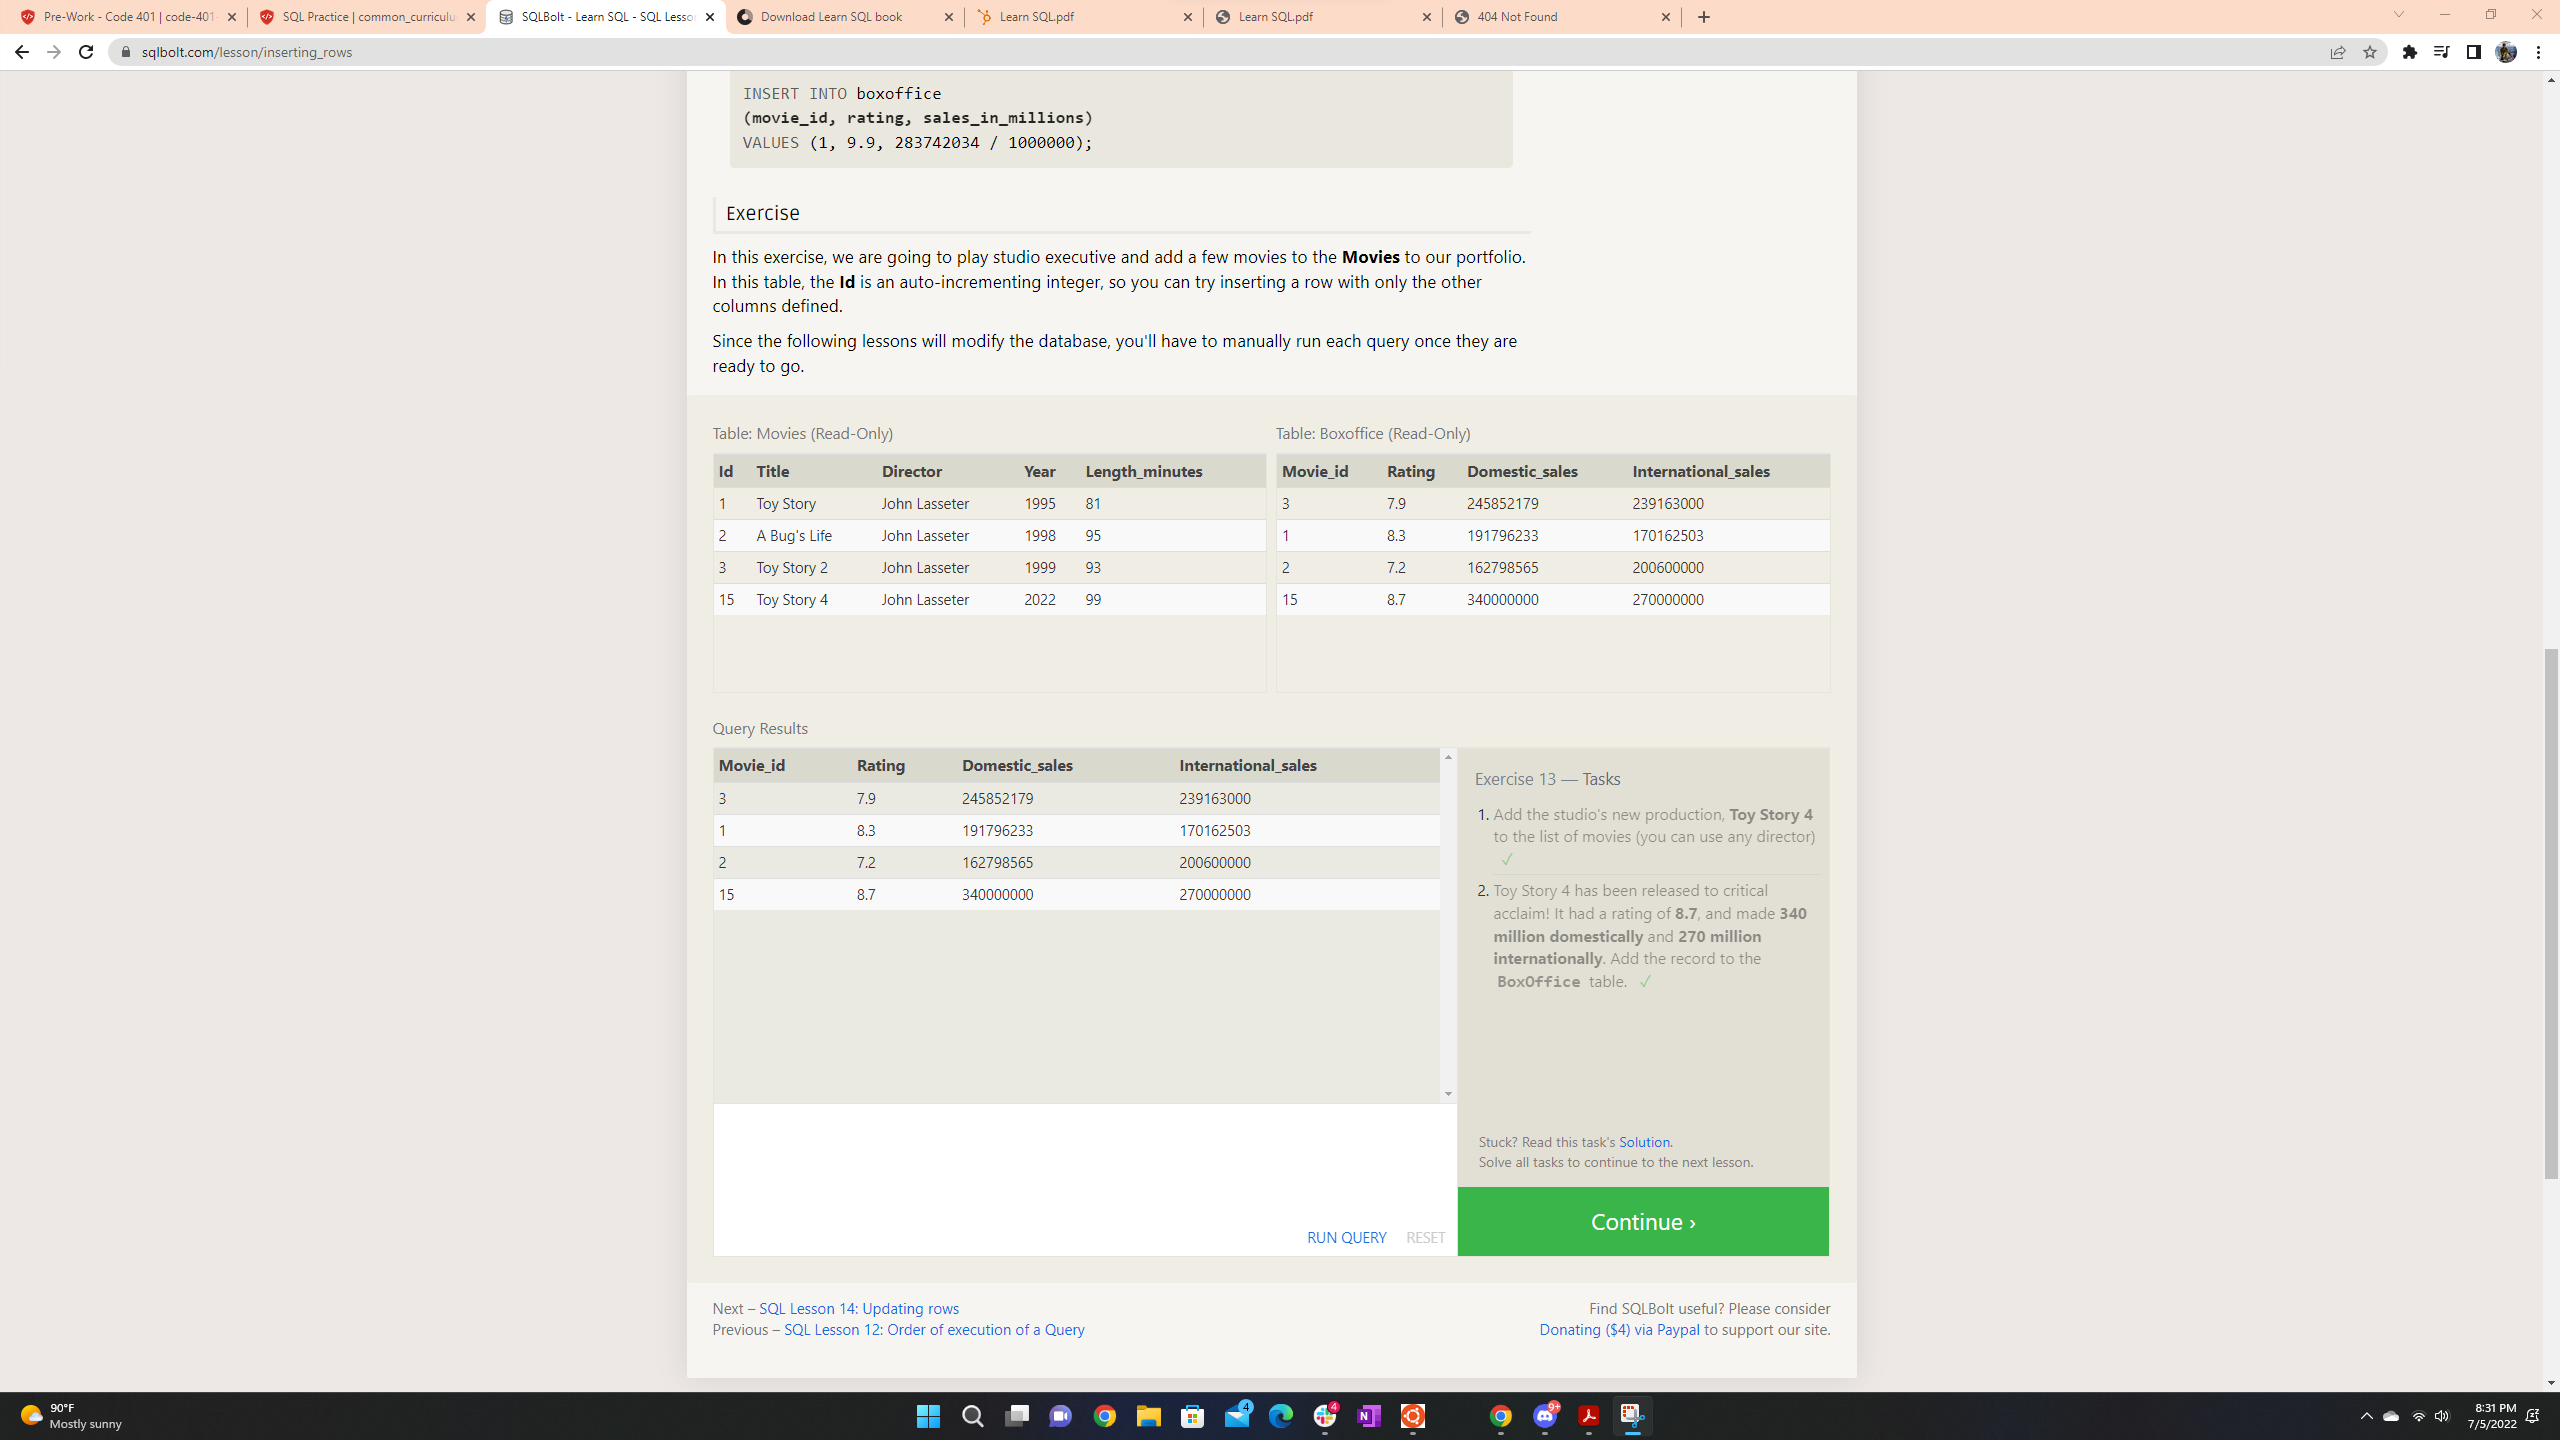 Pre-Work - Code 401 | code-401-
SQL Practice | common_curriculu
SQLBolt - Learn SQL - SQL Lesso
Download Learn SQL book
Learn SQL.pdf
Learn SQL.pdf
404 Not Found
sqlbolt.com/lesson/inserting_rows
INSERT INTO boxoffice
(movie_id, rating, sales_in_millions)
VALUES (1, 9.9, 283742034 / 1000000);
Exercise
In this exercise, we are going to play studio executive and add a few movies to the Movies to our portfolio.
In this table, the Id is an auto-incrementing integer, so you can try inserting a row with only the other
columns defined.
Since the following lessons will modify the database, you'll have to manually run each query once they are
ready to go.
Table: Movies (Read-Only)
Id Title Director Year Length_minutes
1 Toy Story John Lasseter 1995 81
2 A Bug's Life John Lasseter 1998 95
3 Toy Story 2 John Lasseter 1999 93
15 Toy Story 4 John Lasseter 2022 99
Table: Boxoffice (Read-Only)
Movie_id Rating Domestic_sales International_sales
3 7.9 245852179 239163000
1 8.3 191796233 170162503
2 7.2 162798565 200600000
15 8.7 340000000 270000000
Query Results
Movie_id Rating Domestic_sales International_sales
3 7.9 245852179 239163000
1 8.3 191796233 170162503
2 7.2 162798565 200600000
15 8.7 340000000 270000000
RUN QUERY RESET
Exercise 13 — Tasks
1. Add the studio's new production, Toy Story 4
to the list of movies (you can use any director)
✓
2. Toy Story 4 has been released to critical
acclaim! It had a rating of 8.7, and made 340
million domestically and 270 million
internationally. Add the record to the
BoxOffice table. ✓
Stuck? Read this task's Solution.
Solve all tasks to continue to the next lesson.
Continue ›
Next – SQL Lesson 14: Updating rows
Previous – SQL Lesson 12: Order of execution of a Query
Find SQLBolt useful? Please consider
Donating ($4) via Paypal to support our site.
90°F
Mostly sunny
4
4
N
9+
8:31 PM
7/5/2022